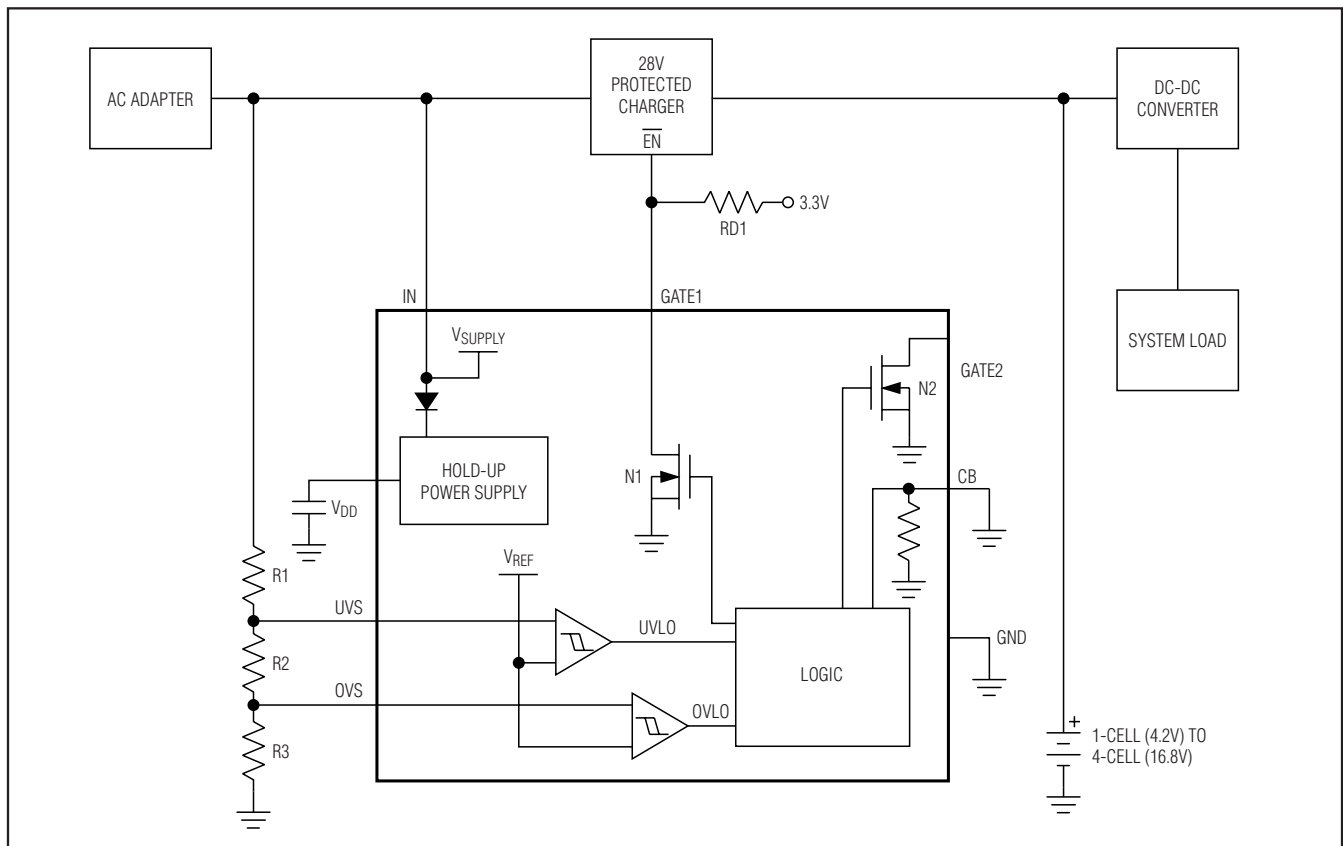 AC ADAPTER
28V
PROTECTED
CHARGER
EN
DC-DC
CONVERTER
3.3V
RD1
IN
GATE1
VSUPPLY
GATE2
SYSTEM LOAD
N2
HOLD-UP
POWER SUPPLY
N1
CB
VDD
VREF
R1
UVS
UVLO
GND
R2
LOGIC
OVS
OVLO
R3
+
1-CELL (4.2V) TO
4-CELL (16.8V)